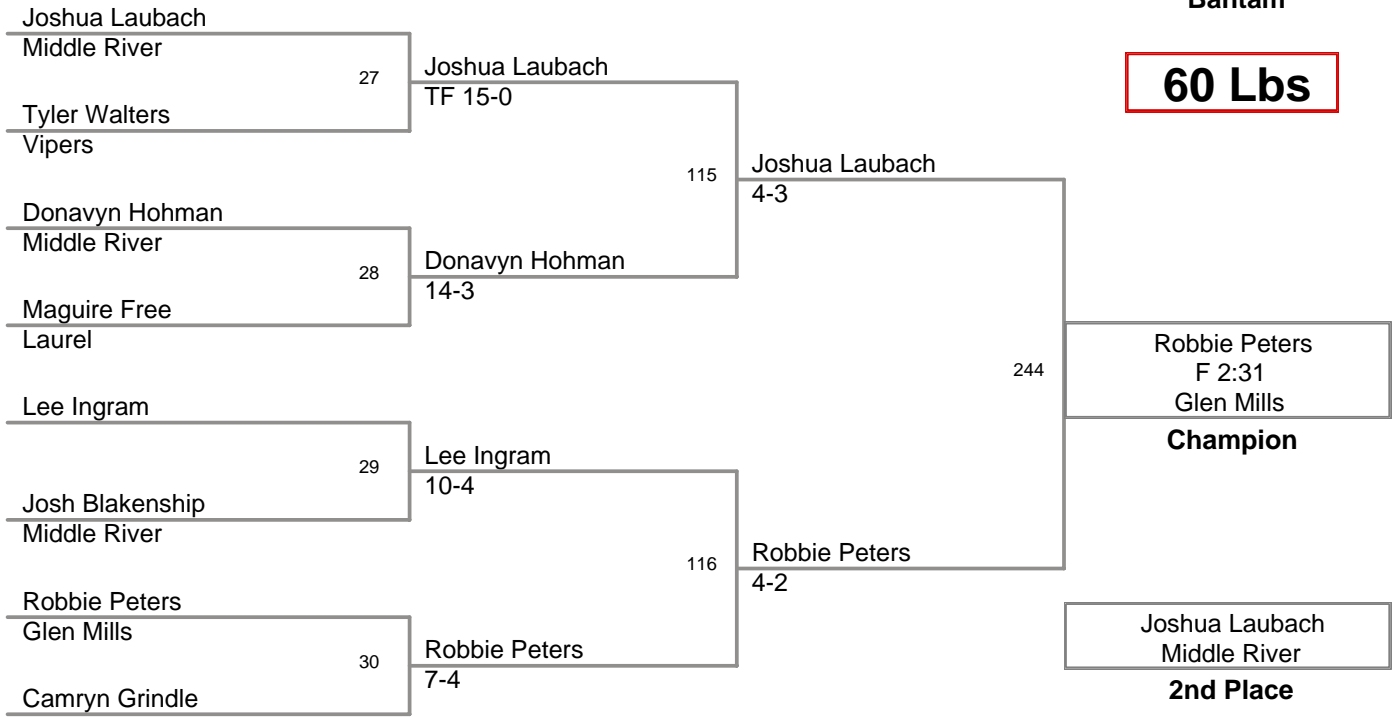 Bantam
60 Lbs
Joshua Laubach
Middle River
27
Tyler Walters
Vipers
Joshua Laubach
TF 15-0
Donavyn Hohman
Middle River
28
Maguire Free
Laurel
Donavyn Hohman
14-3
115
Joshua Laubach
4-3
Lee Ingram
29
Josh Blakenship
Middle River
Lee Ingram
10-4
Robbie Peters
Glen Mills
30
Camryn Grindle
Robbie Peters
7-4
116
Robbie Peters
4-2
244
Robbie Peters
F 2:31
Glen Mills
Champion
Joshua Laubach
Middle River
2nd Place